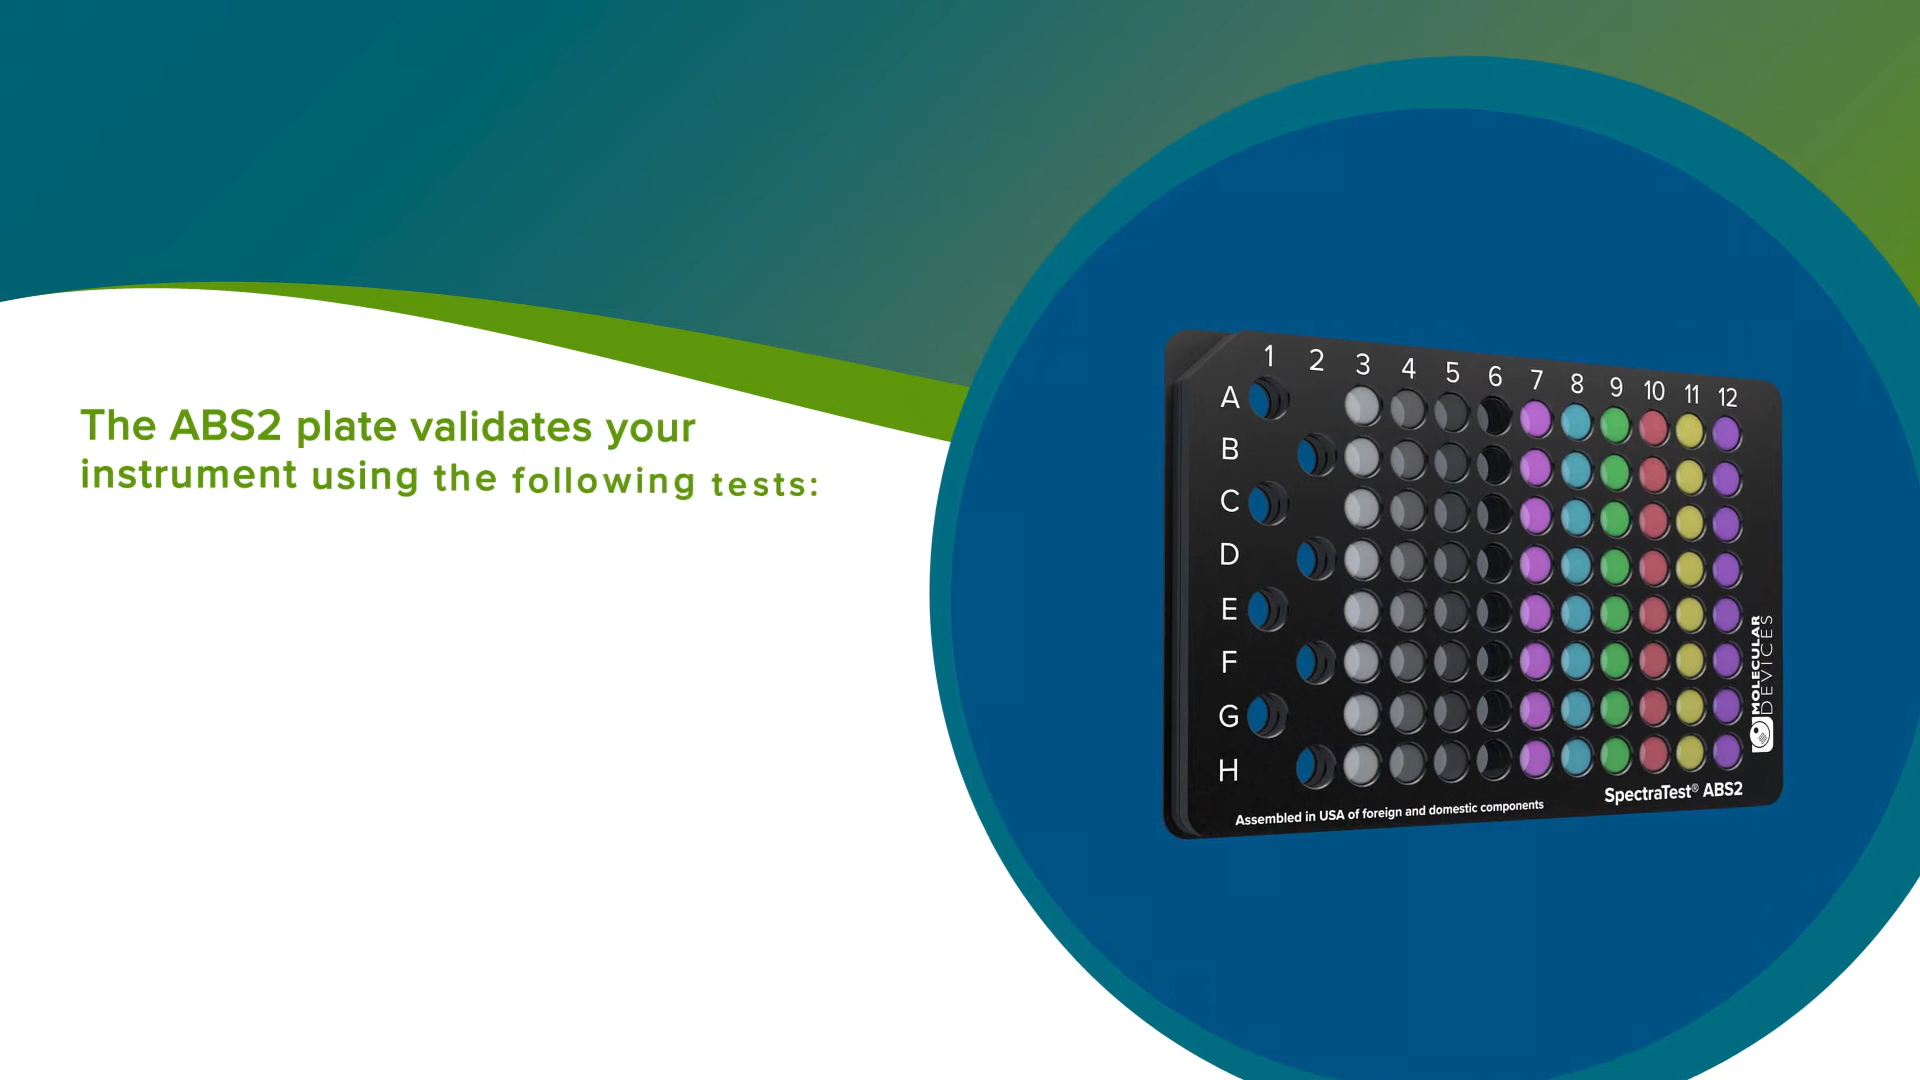 The ABS2 plate validates your
instrument using the following tests:
1 2 3 4 5 6 7 8 9 10 11 12
A
B
C
D
E
F
G
H
MOLECULAR
DEVICES
SpectraTest® ABS2
Assembled in USA of foreign and domestic components